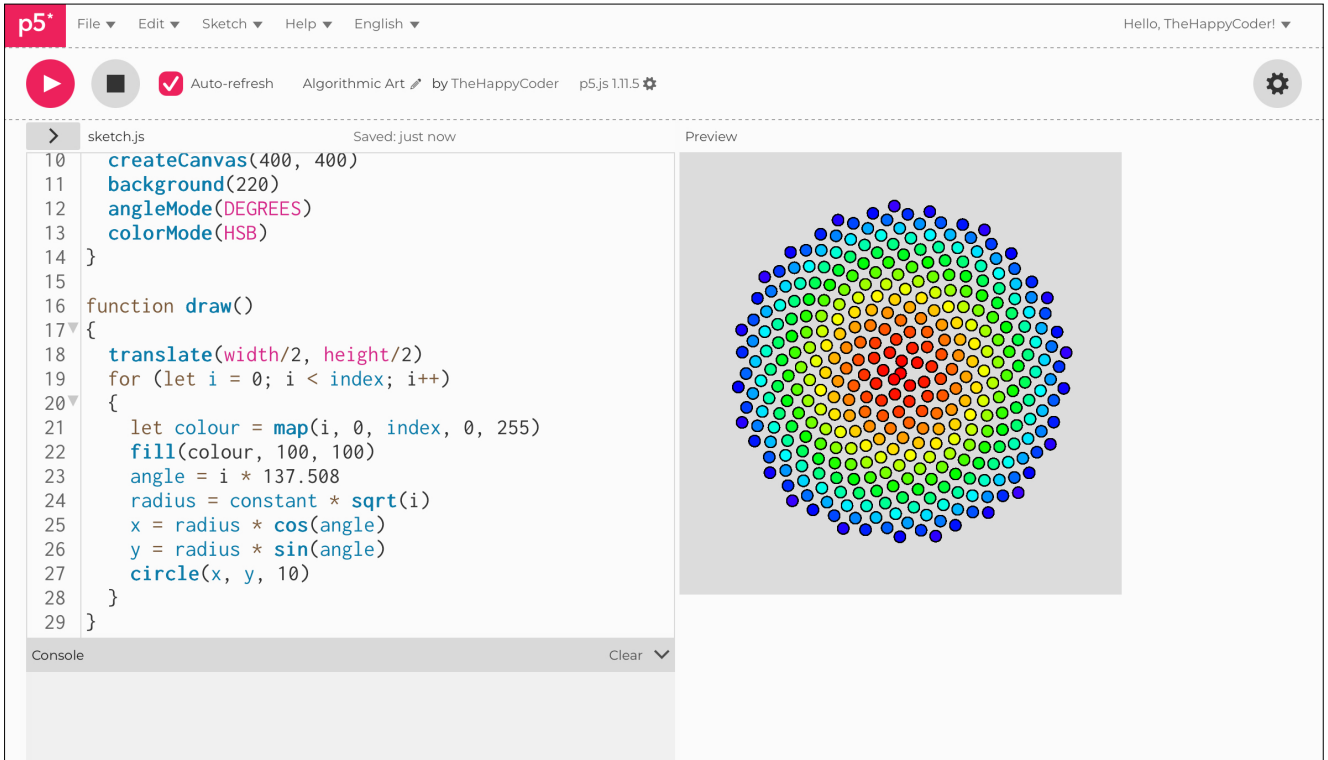 p5* File Edit Sketch Help English Hello, TheHappyCoder!
Auto-refresh Algorithmic Art by TheHappyCoder p5.js 1.11.5
sketch.js Saved: just now Preview
10 createCanvas(400, 400)
11 background(220)
12 angleMode(DEGREES)
13 colorMode(HSB)
14 }
15
16 function draw()
17 {
18 translate(width/2, height/2)
19 for (let i = 0; i < index; i++)
20 {
21 let colour = map(i, 0, index, 0, 255)
22 fill(colour, 100, 100)
23 angle = i * 137.508
24 radius = constant * sqrt(i)
25 x = radius * cos(angle)
26 y = radius * sin(angle)
27 circle(x, y, 10)
28 }
29 }
Console Clear